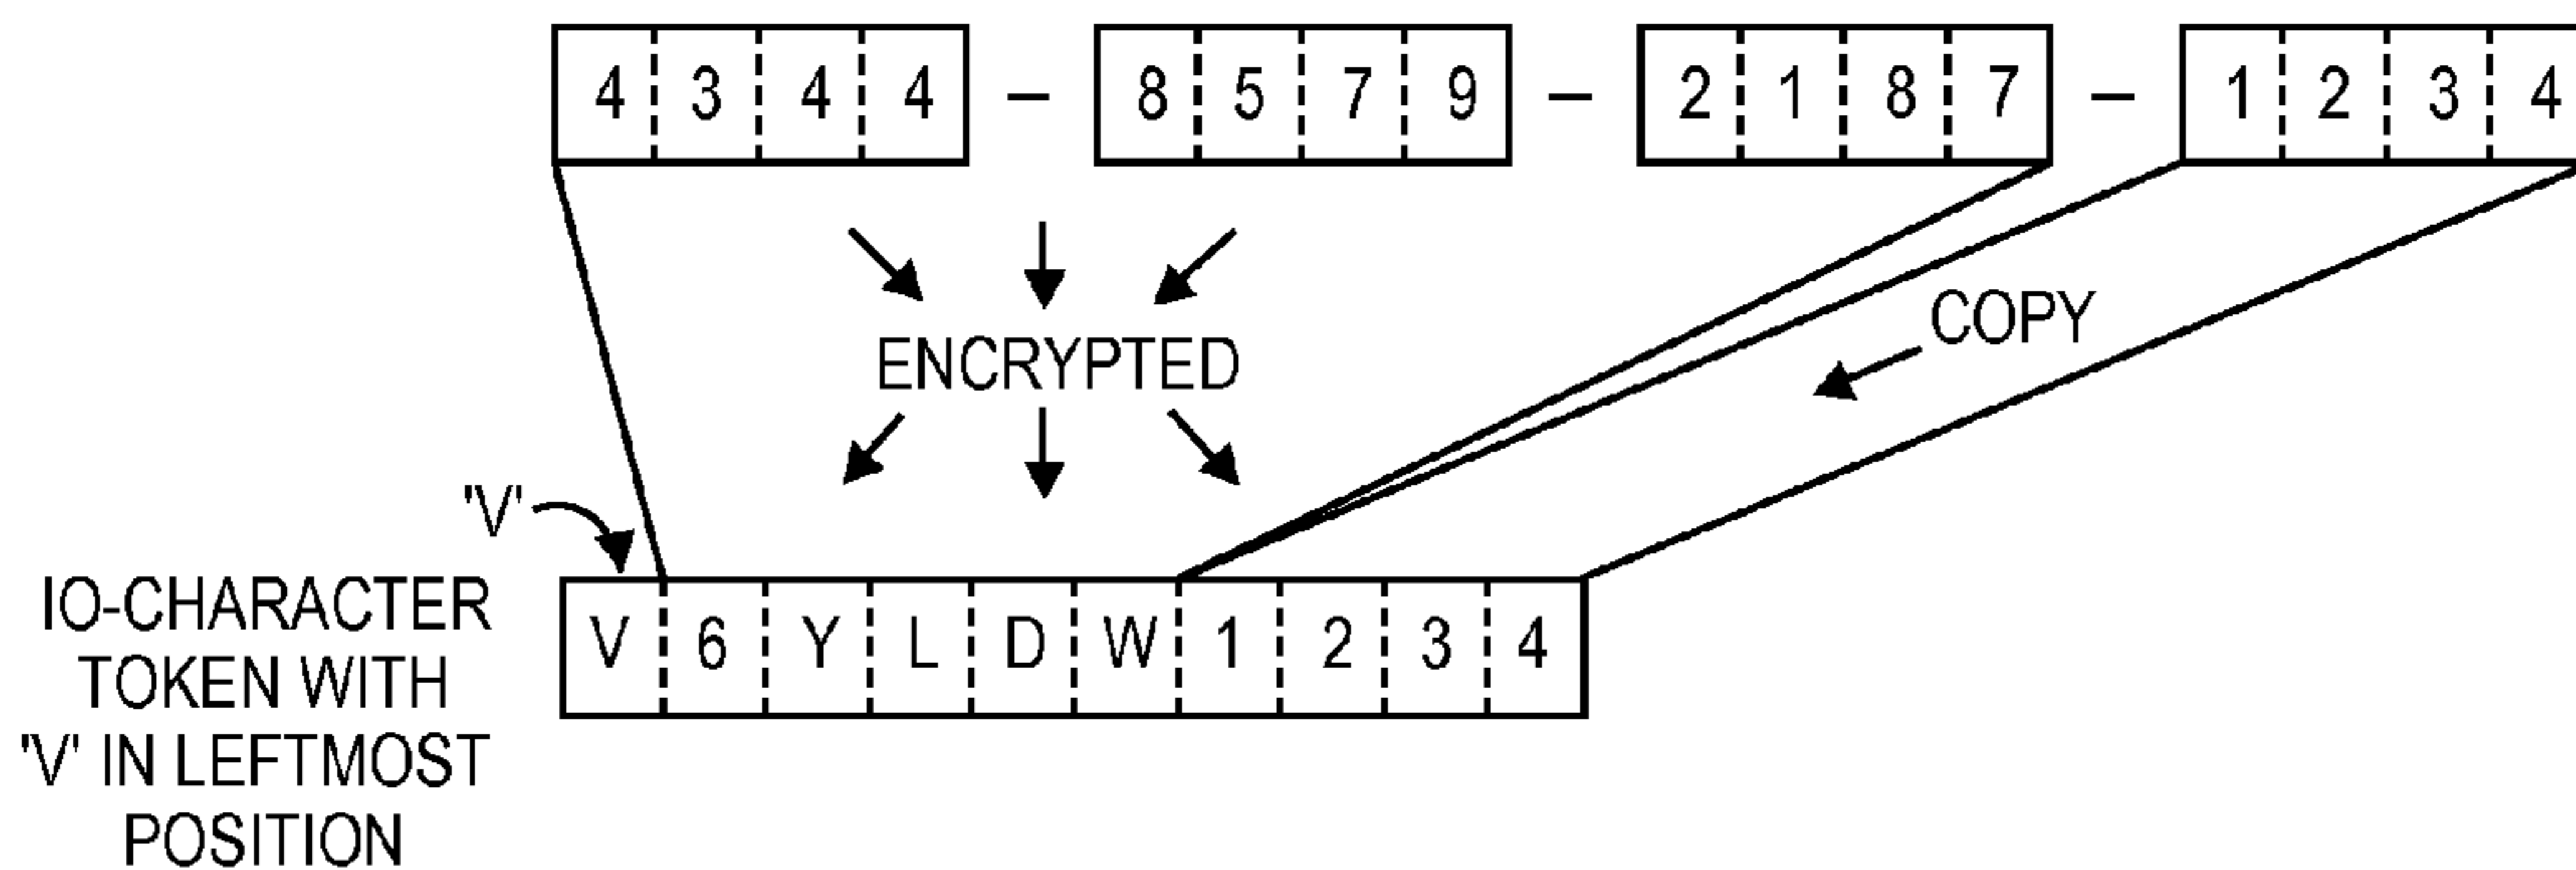 4 3 4 4 – 8 5 7 9 – 2 1 8 7 – 1 2 3 4
ENCRYPTED
COPY
'V'
V 6 Y L D W 1 2 3 4
IO-CHARACTER
TOKEN WITH
'V' IN LEFTMOST
POSITION